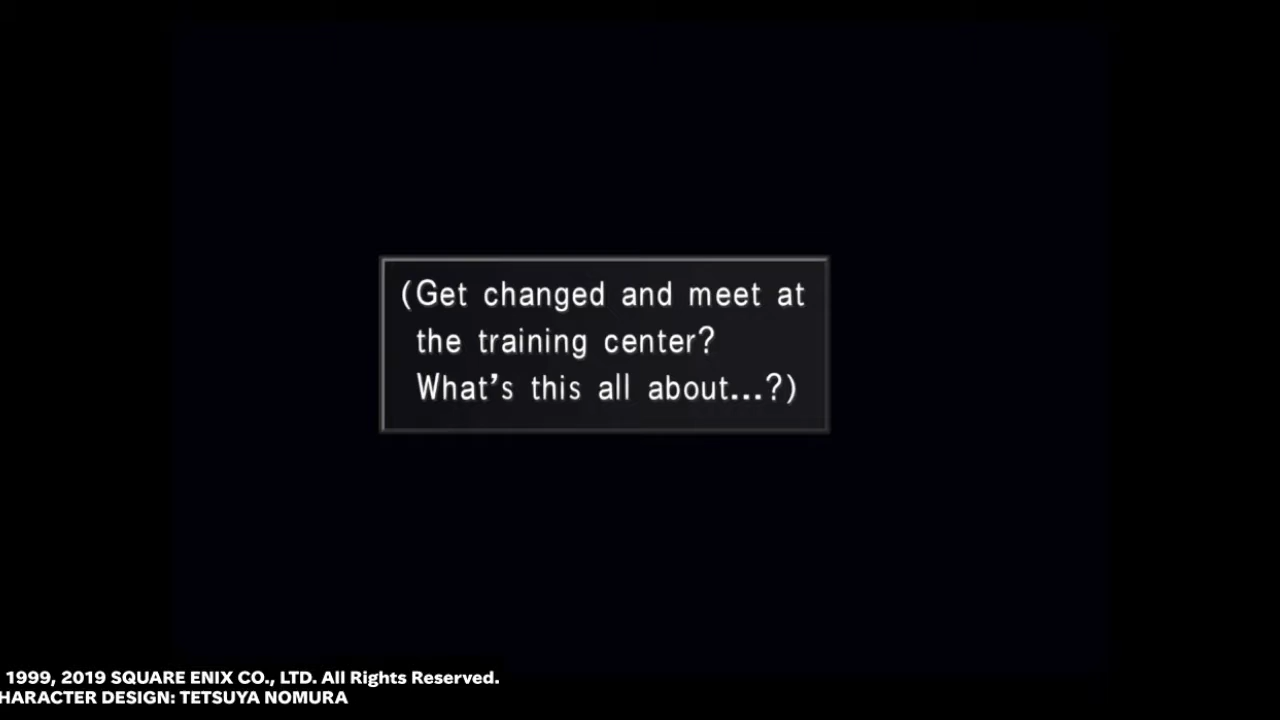 (Get changed and meet at
the training center?
What's this all about...?)
1999, 2019 SQUARE ENIX CO., LTD. All Rights Reserved.
HARACTER DESIGN: TETSUYA NOMURA